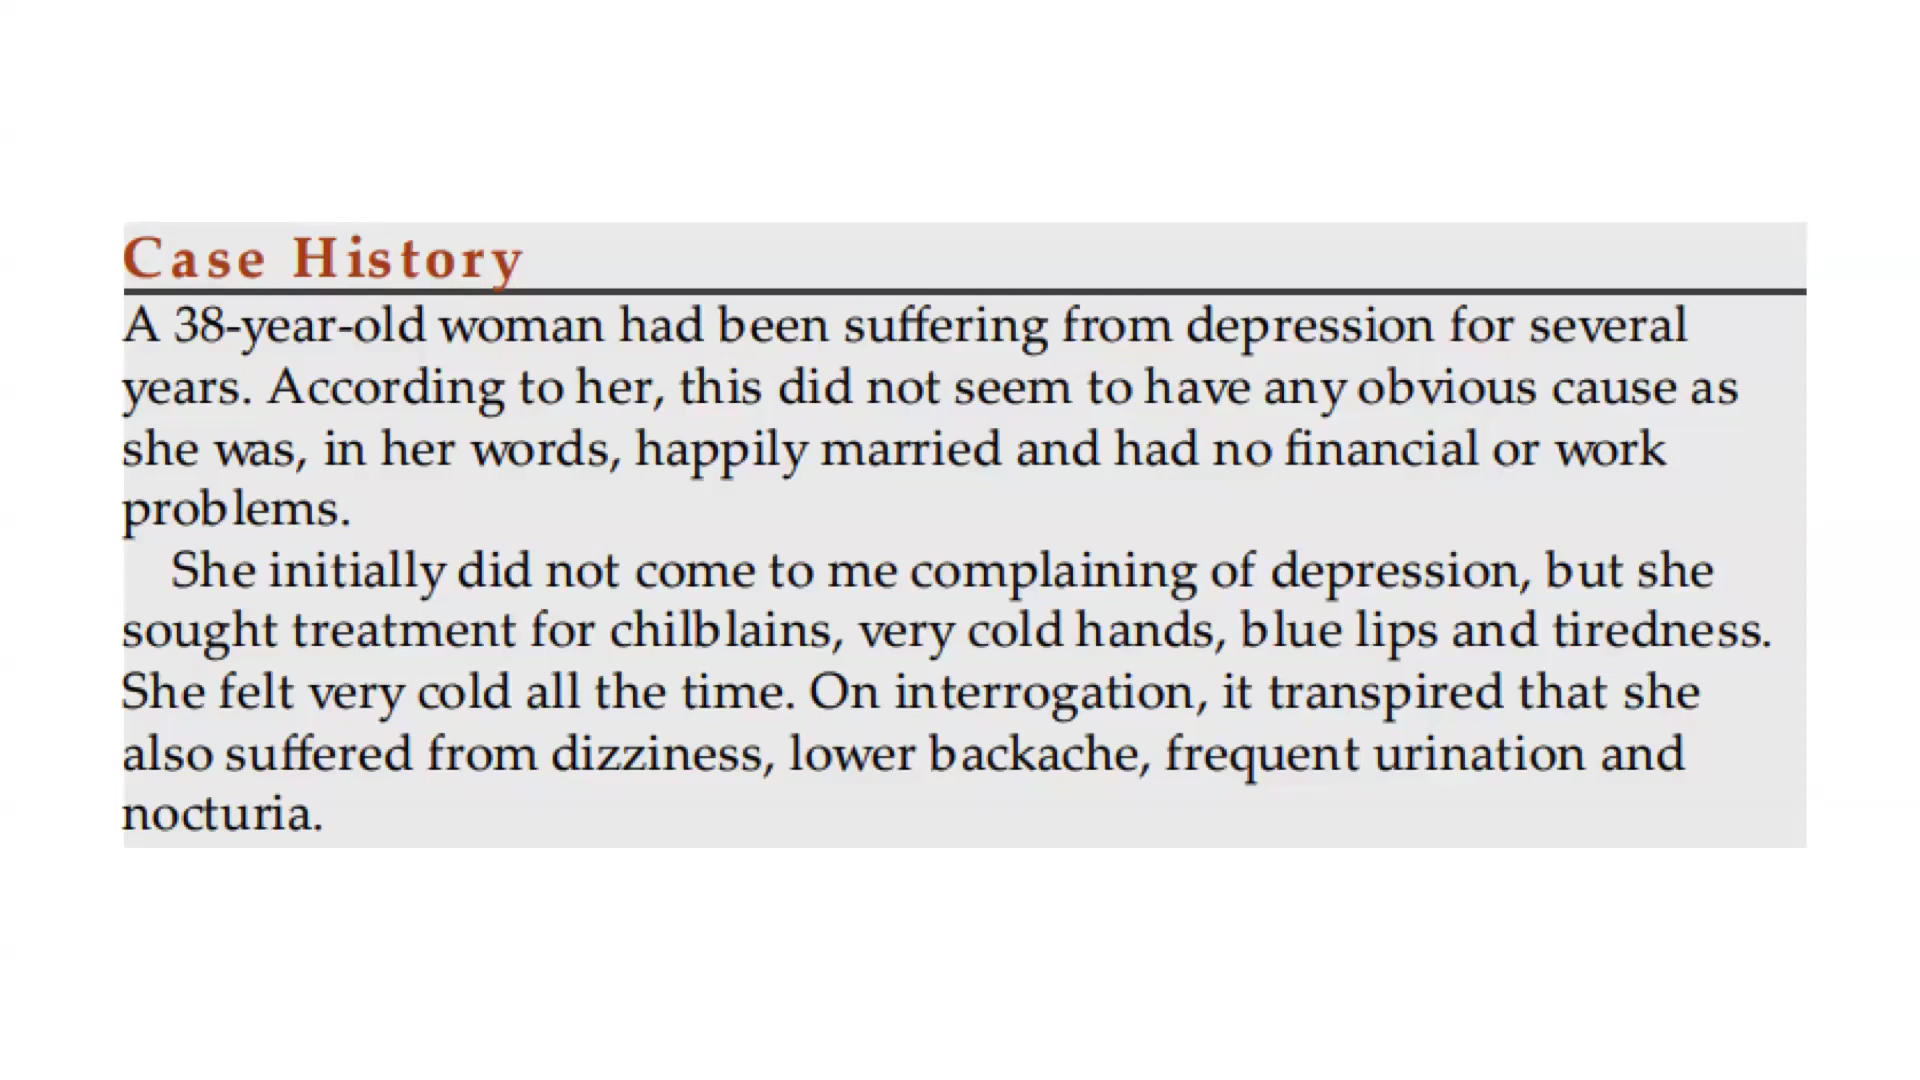 Case History
A 38-year-old woman had been suffering from depression for several
years. According to her, this did not seem to have any obvious cause as
she was, in her words, happily married and had no financial or work
problems.
She initially did not come to me complaining of depression, but she
sought treatment for chilblains, very cold hands, blue lips and tiredness.
She felt very cold all the time. On interrogation, it transpired that she
also suffered from dizziness, lower backache, frequent urination and
nocturia.